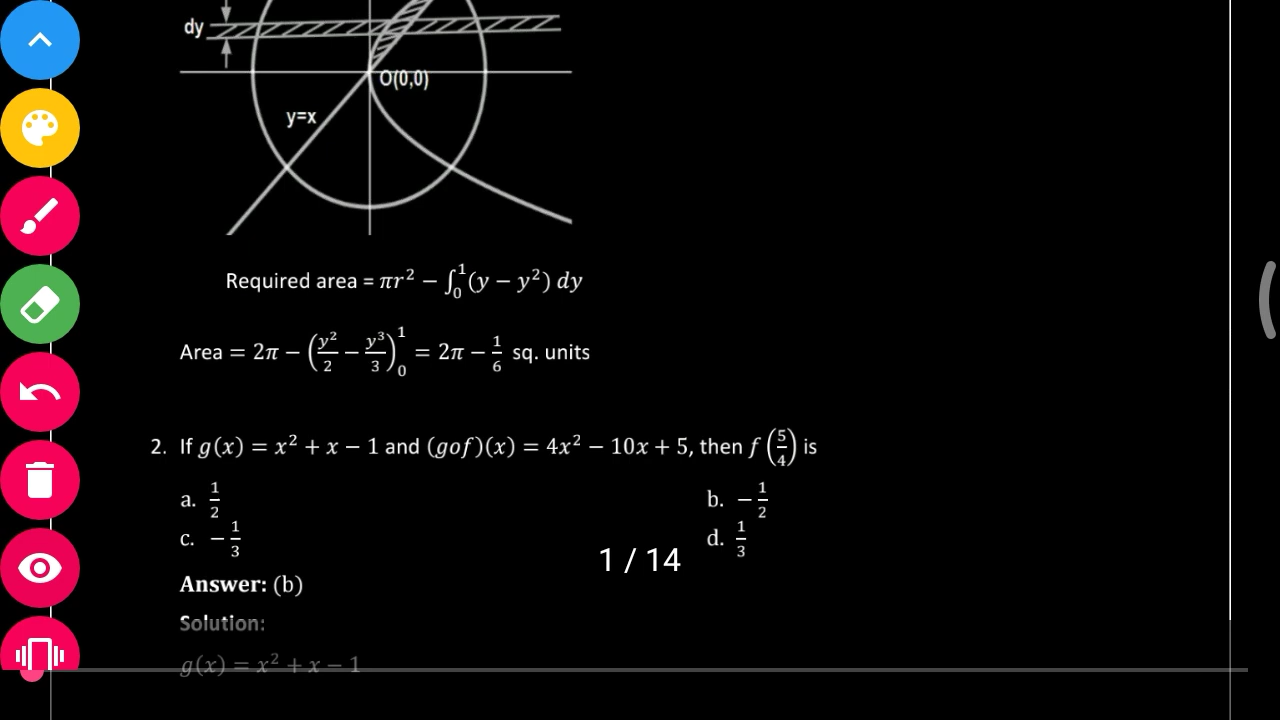 dy
O(0,0)
y=x
Required area = πr² − ∫₀¹(y − y²) dy
Area = 2π − (y²/2 − y³/3)₀¹ = 2π − 1/6 sq. units
2. If g(x) = x² + x − 1 and (gof)(x) = 4x² − 10x + 5, then f(5/4) is
a. 1/2
b. −1/2
c. −1/3
d. 1/3
1 / 14
Answer: (b)
Solution:
g(x) = x² + x − 1